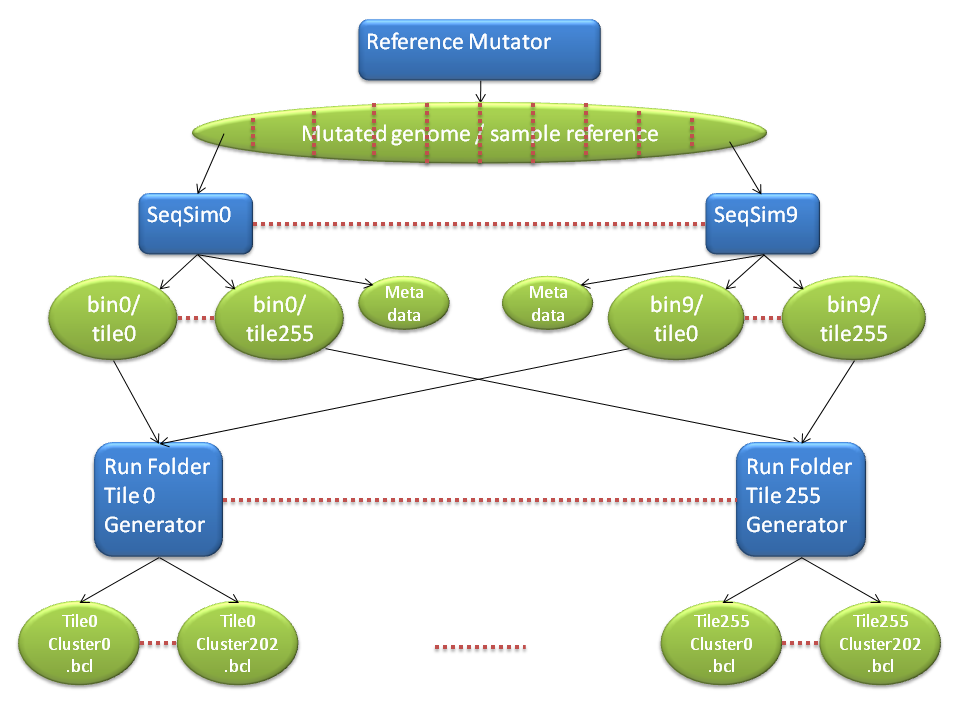 Reference Mutator
Mutated genome / sample reference
SeqSim0
SeqSim9
bin0/
tile0
bin0/
tile255
Meta
data
Meta
data
bin9/
tile0
bin9/
tile255
Run Folder
Tile 0
Generator
Run Folder
Tile 255
Generator
Tile0
Cluster0
.bcl
Tile0
Cluster202
.bcl
Tile255
Cluster0
.bcl
Tile255
Cluster202
.bcl